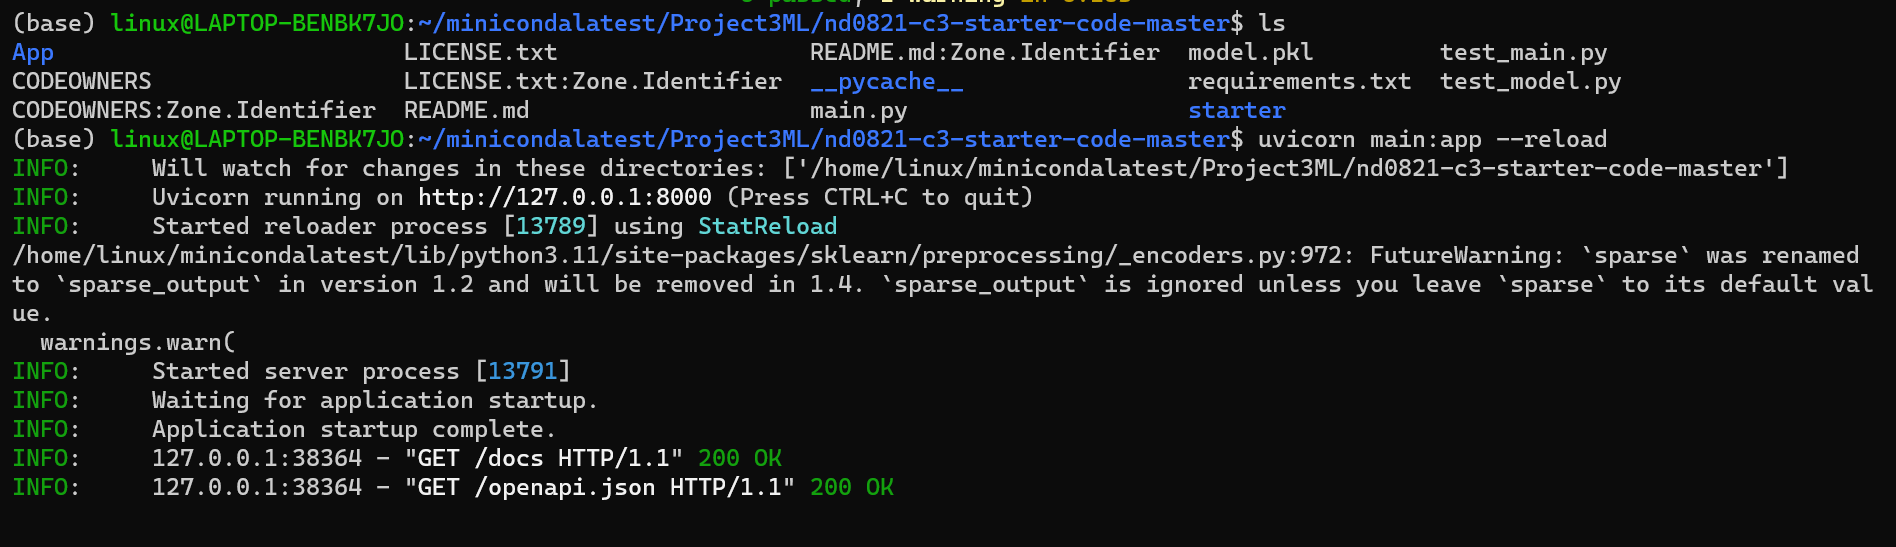 (base) linux@LAPTOP-BENBK7JO:~/minicondalatest/Project3ML/nd0821-c3-starter-code-master$ ls
App LICENSE.txt README.md:Zone.Identifier model.pkl test_main.py
CODEOWNERS LICENSE.txt:Zone.Identifier __pycache__ requirements.txt test_model.py
CODEOWNERS:Zone.Identifier README.md main.py starter
(base) linux@LAPTOP-BENBK7JO:~/minicondalatest/Project3ML/nd0821-c3-starter-code-master$ uvicorn main:app --reload
INFO: Will watch for changes in these directories: ['/home/linux/minicondalatest/Project3ML/nd0821-c3-starter-code-master']
INFO: Uvicorn running on http://127.0.0.1:8000 (Press CTRL+C to quit)
INFO: Started reloader process [13789] using StatReload
/home/linux/minicondalatest/lib/python3.11/site-packages/sklearn/preprocessing/_encoders.py:972: FutureWarning: `sparse` was renamed
to `sparse_output` in version 1.2 and will be removed in 1.4. `sparse_output` is ignored unless you leave `sparse` to its default val
ue.
warnings.warn(
INFO: Started server process [13791]
INFO: Waiting for application startup.
INFO: Application startup complete.
INFO: 127.0.0.1:38364 - "GET /docs HTTP/1.1" 200 OK
INFO: 127.0.0.1:38364 - "GET /openapi.json HTTP/1.1" 200 OK